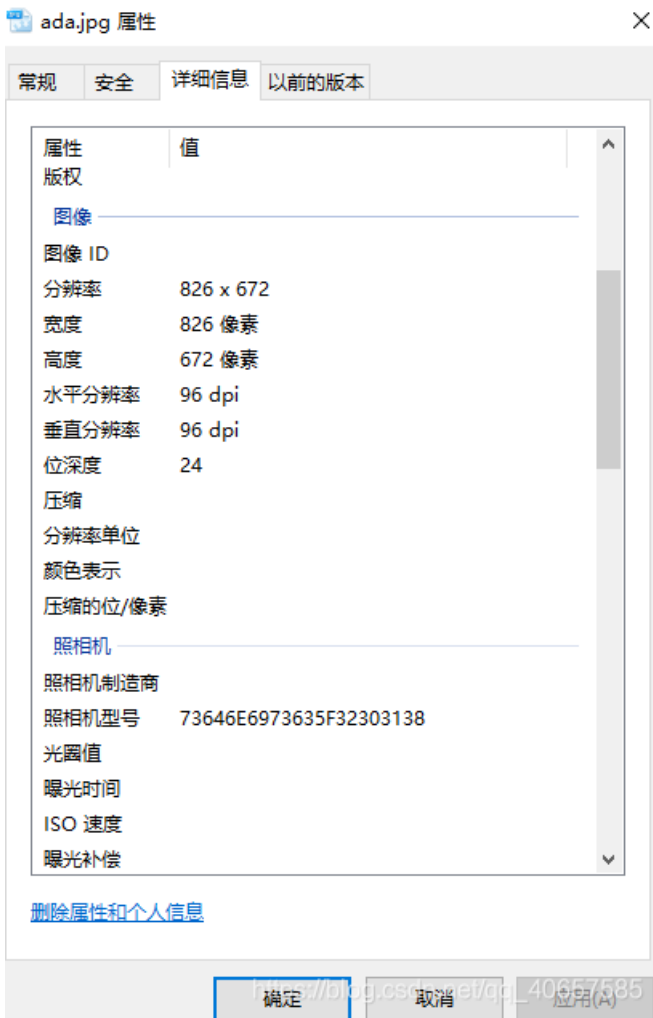 ada.jpg 属性
常规 安全 详细信息 以前的版本
属性 值
版权
图像
图像 ID
分辨率 826 x 672
宽度 826 像素
高度 672 像素
水平分辨率 96 dpi
垂直分辨率 96 dpi
位深度 24
压缩
分辨率单位
颜色表示
压缩的位/像素
照相机
照相机制造商
照相机型号 73646E6973635F32303138
光圈值
曝光时间
ISO 速度
曝光补偿
删除属性和个人信息
确定 取消 应用(A)
https://blog.csdn.net/qq_40657585